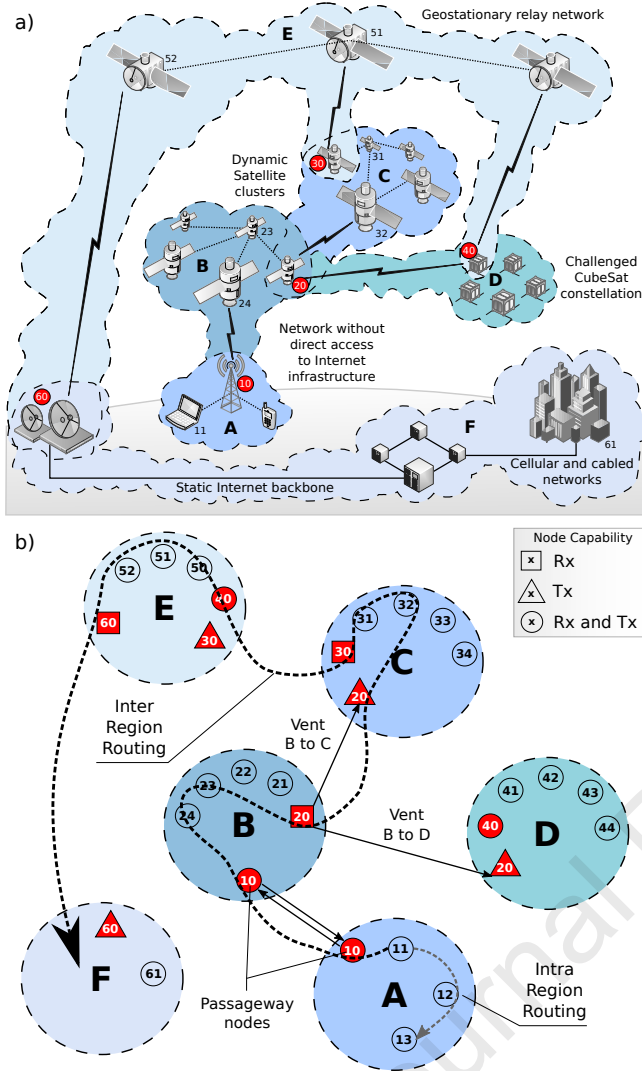 a)
Geostationary relay network
E
51
52
30
31
Dynamic
Satellite
clusters
C
32
23
B
20
24
40
D
Challenged
CubeSat
constellation
Network without
direct access
to Internet
infrastructure
10
11
A
60
F
61
Static Internet backbone
Cellular and cabled
networks
b)
Node Capability
x Rx
x Tx
x Rx and Tx
52
51
50
40
60
30
E
31
32
33
34
30
20
C
Inter
Region
Routing
Vent
B to C
21
22
23
24
20
10
B
Vent
B to D
41
42
43
44
40
20
D
60
61
F
Passageway
nodes
10
11
12
13
A
Intra
Region
Routing
ournal